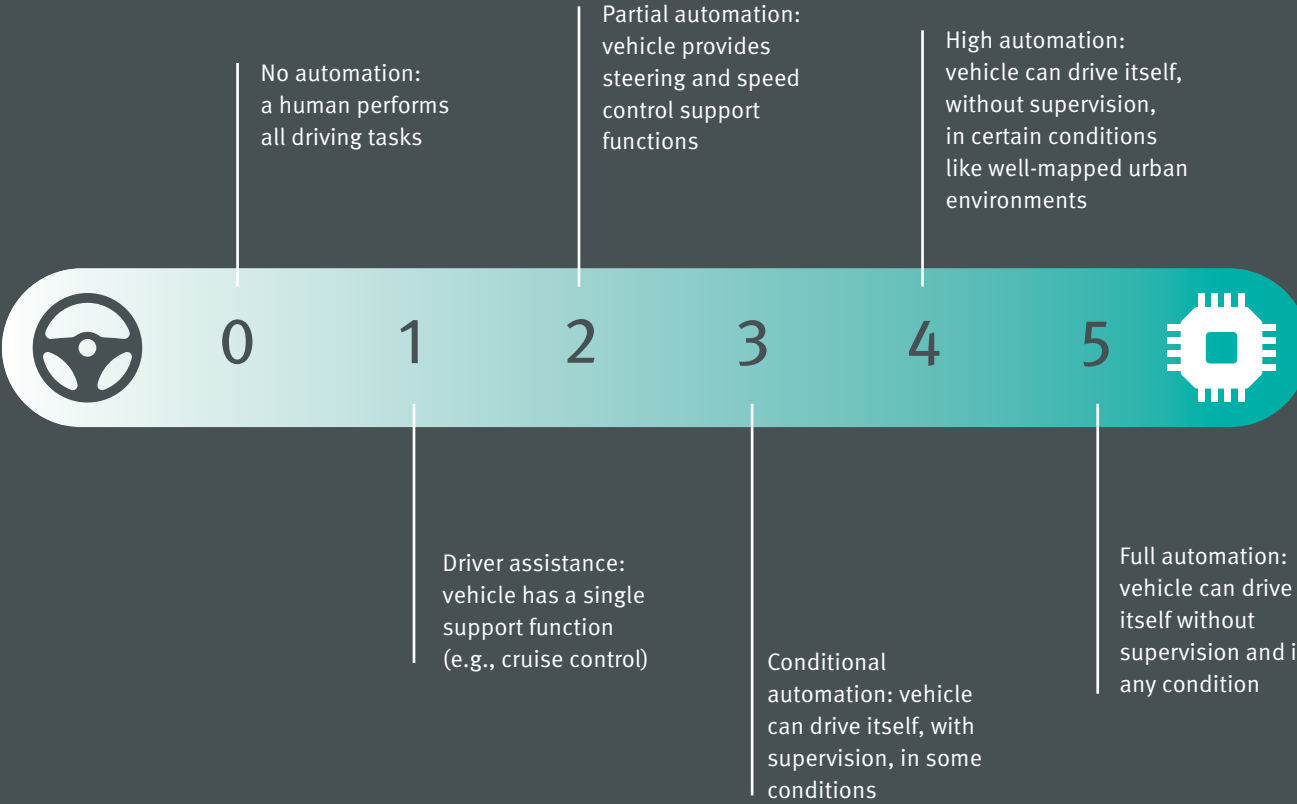 No automation:
a human performs
all driving tasks
Partial automation:
vehicle provides
steering and speed
control support
functions
High automation:
vehicle can drive itself,
without supervision,
in certain conditions
like well-mapped urban
environments
0 1 2 3 4 5
Driver assistance:
vehicle has a single
support function
(e.g., cruise control)
Conditional
automation: vehicle
can drive itself, with
supervision, in some
conditions
Full automation:
vehicle can drive
itself without
supervision and
any condition